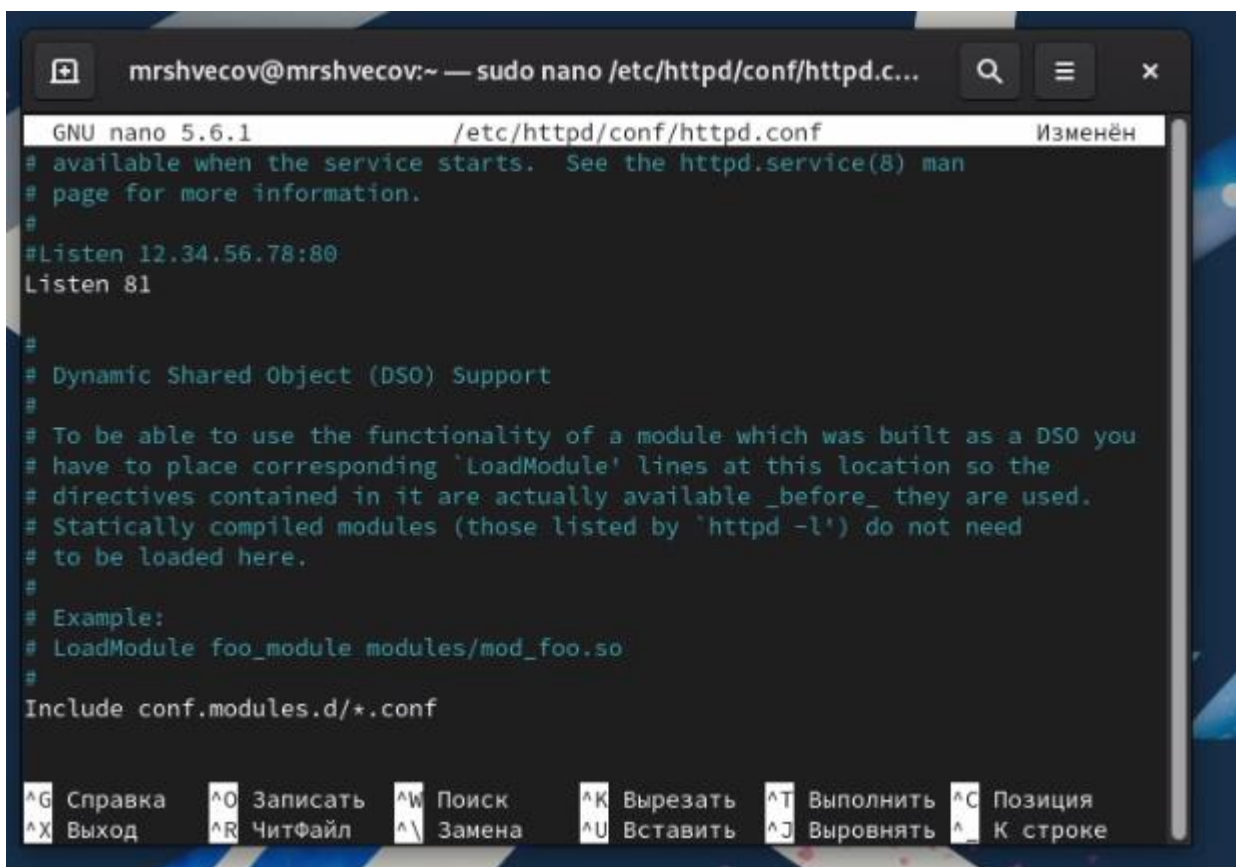 mrshvecov@mrshvecov:~ — sudo nano /etc/httpd/conf/httpd.c...
GNU nano 5.6.1 /etc/httpd/conf/httpd.conf Изменён
# available when the service starts.  See the httpd.service(8) man
# page for more information.
#
#Listen 12.34.56.78:80
Listen 81
#
# Dynamic Shared Object (DSO) Support
#
# To be able to use the functionality of a module which was built as a DSO you
# have to place corresponding `LoadModule' lines at this location so the
# directives contained in it are actually available _before_ they are used.
# Statically compiled modules (those listed by `httpd -l') do not need
# to be loaded here.
#
# Example:
# LoadModule foo_module modules/mod_foo.so
#
Include conf.modules.d/*.conf
^G Справка ^O Записать ^W Поиск ^K Вырезать ^T Выполнить ^C Позиция
^X Выход ^R ЧитФайл ^\ Замена ^U Вставить ^J Выровнять ^_ К строке